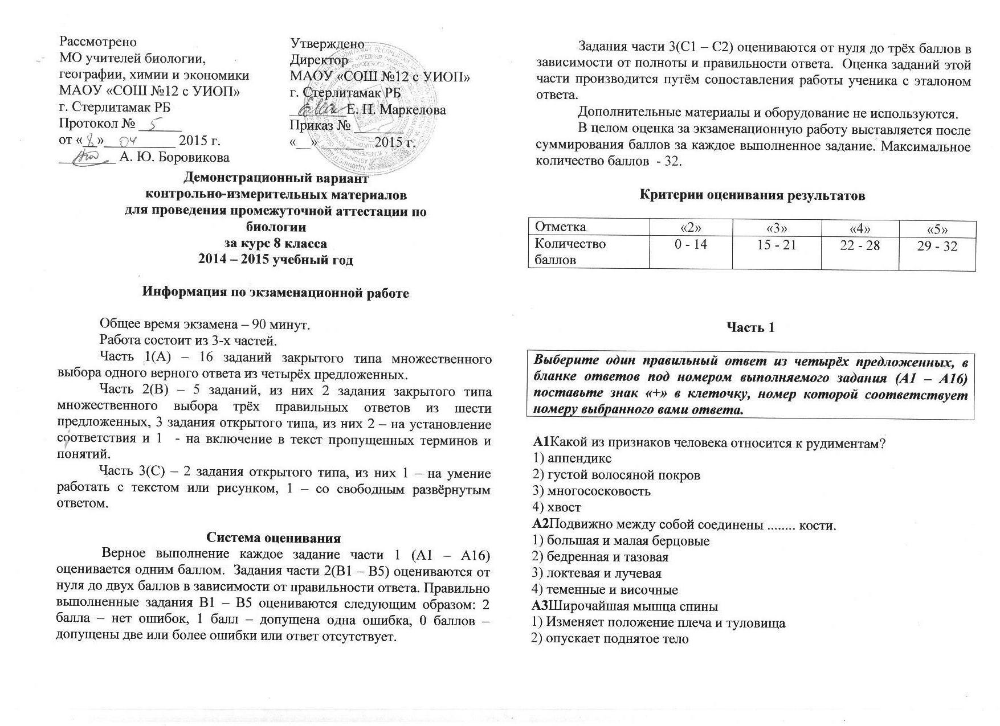 Рассмотрено
МО учителей биологии,
географии, химии и экономики
МАОУ «СОШ №12 с УИОП»
г. Стерлитамак РБ
Протокол № 5
от «8» 04 2015 г.
А. Ю. Боровикова
Утверждено
Директор
МАОУ «СОШ №12 с УИОП»
г. Стерлитамак РБ
Е. Н. Маркелова
Приказ № ______
«__» ______ 2015 г.
Демонстрационный вариант
контрольно-измерительных материалов
для проведения промежуточной аттестации по
биологии
за курс 8 класса
2014 – 2015 учебный год
Информация по экзаменационной работе
Общее время экзамена – 90 минут.
Работа состоит из 3-х частей.
Часть 1(А) – 16 заданий закрытого типа множественного
выбора одного верного ответа из четырёх предложенных.
Часть 2(В) – 5 заданий, из них 2 задания закрытого типа
множественного выбора трёх правильных ответов из шести
предложенных, 3 задания открытого типа, из них 2 – на установление
соответствия и 1 - на включение в текст пропущенных терминов и
понятий.
Часть 3(С) – 2 задания открытого типа, из них 1 – на умение
работать с текстом или рисунком, 1 – со свободным развёрнутым
ответом.
Система оценивания
Верное выполнение каждое задание части 1 (А1 – А16)
оценивается одним баллом. Задания части 2(В1 – В5) оцениваются от
нуля до двух баллов в зависимости от правильности ответа. Правильно
выполненные задания В1 – В5 оцениваются следующим образом: 2
балла – нет ошибок, 1 балл – допущена одна ошибка, 0 баллов –
допущены две или более ошибки или ответ отсутствует.
Задания части 3(С1 – С2) оцениваются от нуля до трёх баллов в
зависимости от полноты и правильности ответа. Оценка заданий этой
части производится путём сопоставления работы ученика с эталоном
ответа.
Дополнительные материалы и оборудование не используются.
В целом оценка за экзаменационную работу выставляется после
суммирования баллов за каждое выполненное задание. Максимальное
количество баллов - 32.
Критерии оценивания результатов
Отметка «2» «3» «4» «5»
Количество 0 - 14 15 - 21 22 - 28 29 - 32
баллов
Часть 1
Выберите один правильный ответ из четырёх предложенных, в
бланке ответов под номером выполняемого задания (А1 – А16)
поставьте знак «+» в клеточку, номер которой соответствует
номеру выбранного вами ответа.
А1Какой из признаков человека относится к рудиментам?
1) аппендикс
2) густой волосяной покров
3) многососковость
4) хвост
А2Подвижно между собой соединены ........ кости.
1) большая и малая берцовые
2) бедренная и тазовая
3) локтевая и лучевая
4) теменные и височные
А3Широчайшая мышца спины
1) Изменяет положение плеча и туловища
2) опускает поднятое тело